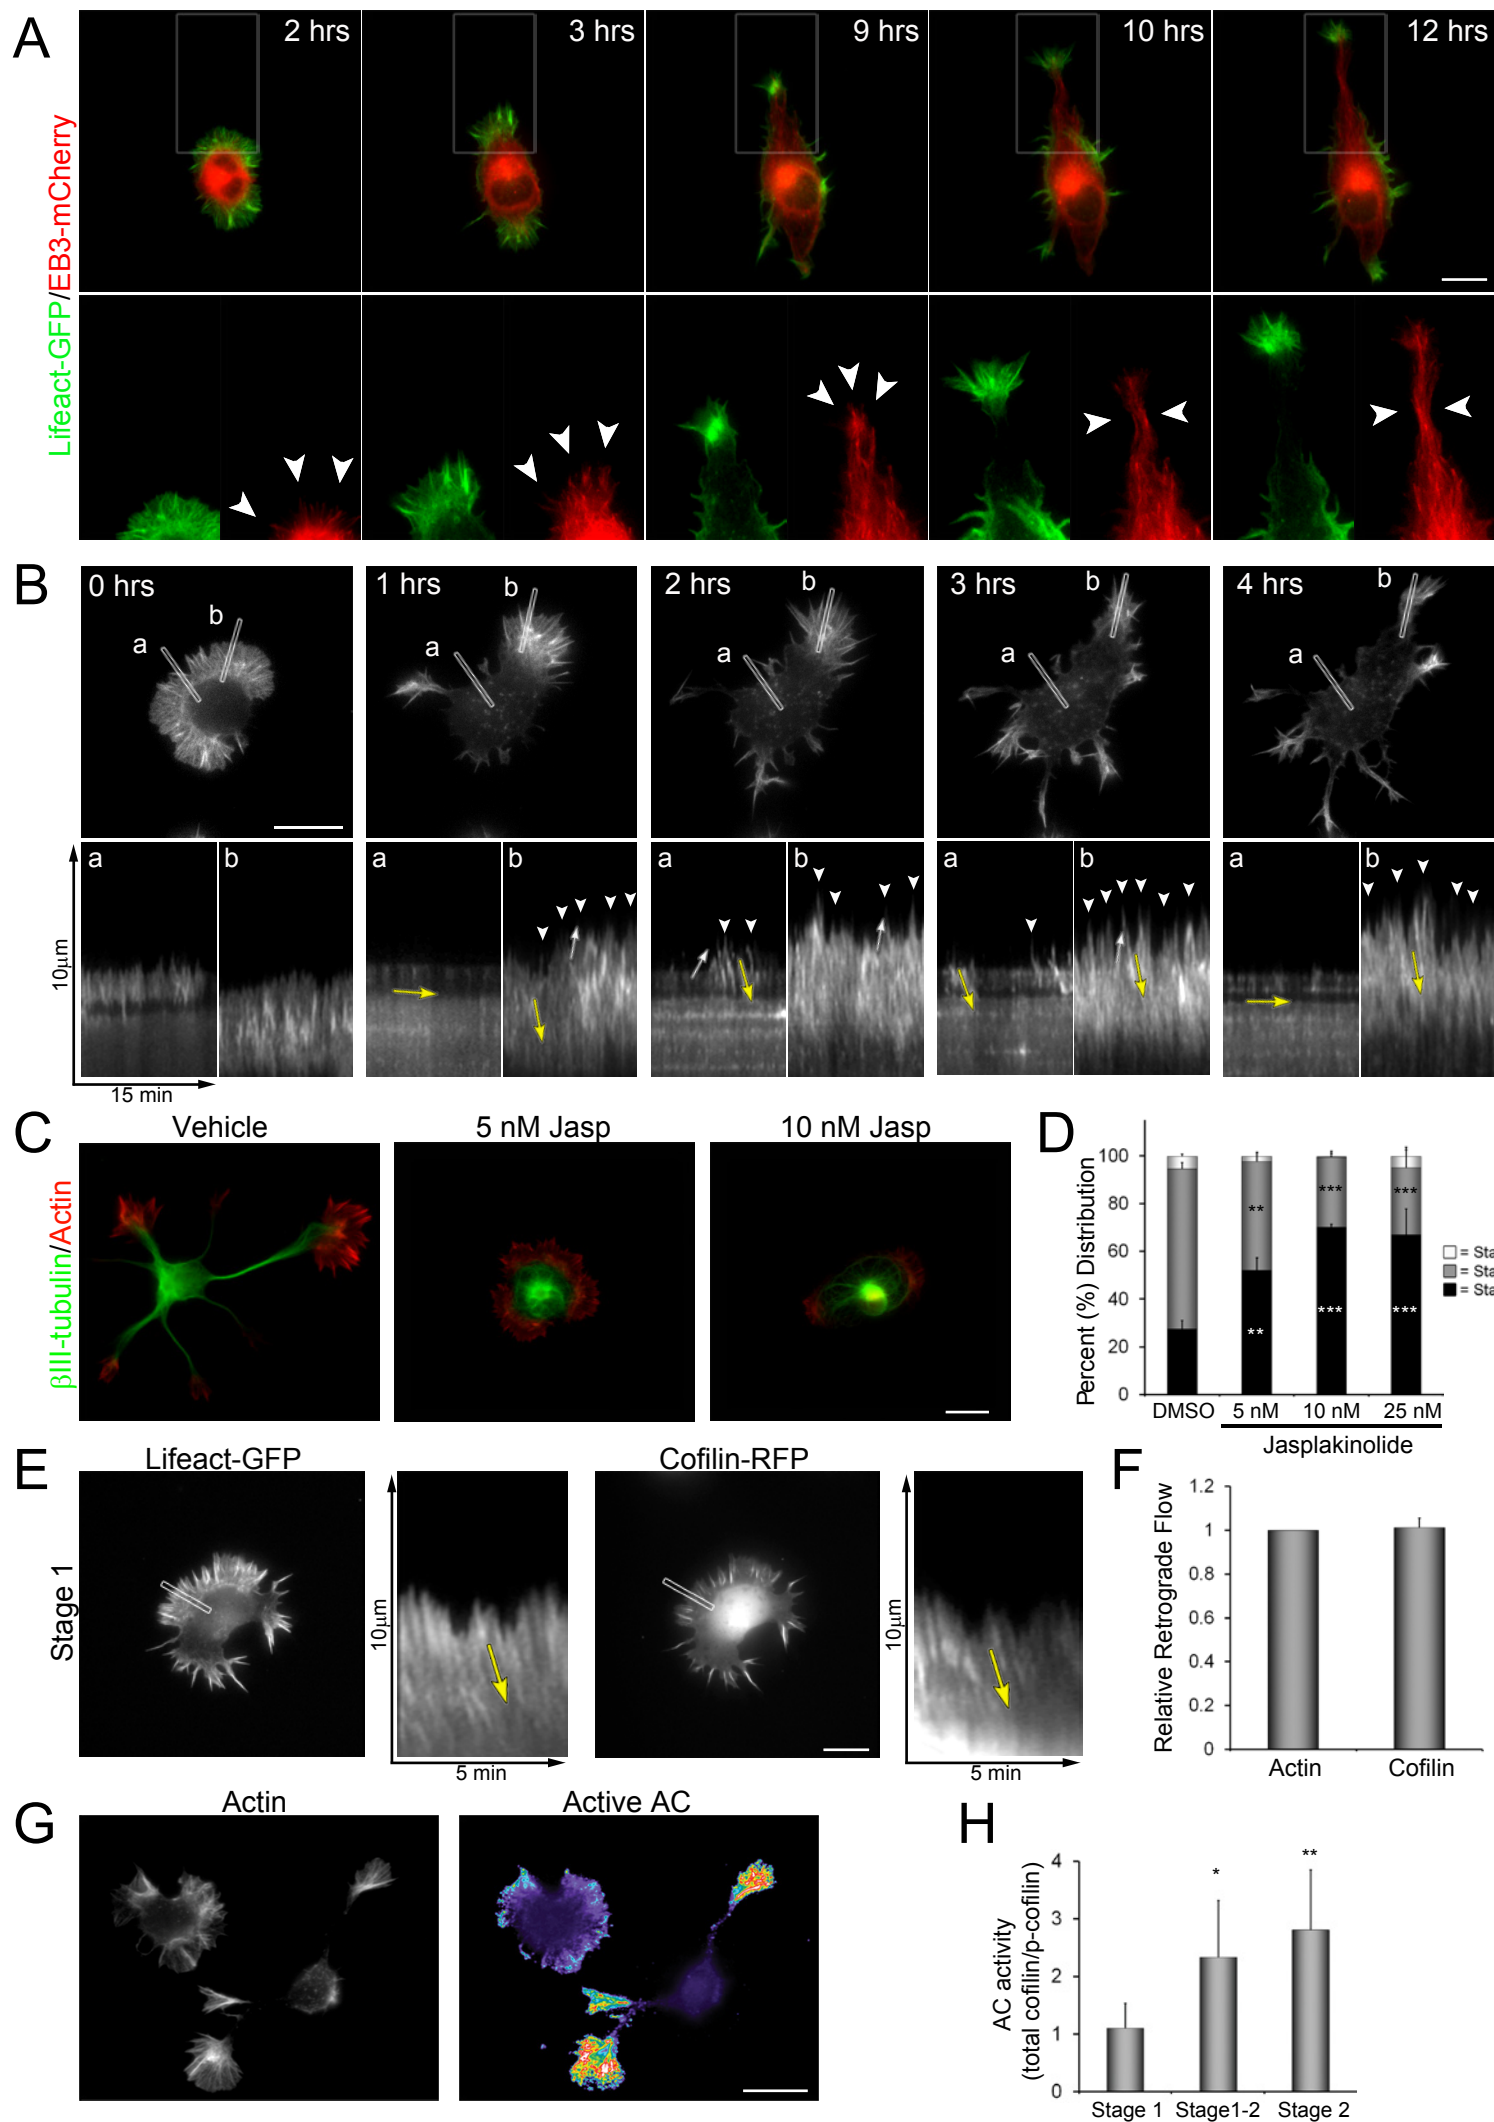 A
2 hrs
3 hrs
9 hrs
10 hrs
12 hrs
Lifeact-GFP/EB3-mCherry
B
0 hrs
1 hrs
2 hrs
3 hrs
4 hrs
a
b
a
b
a
b
a
b
a
b
a
b
a
b
a
b
a
b
a
b
10μm
15 min
C
Vehicle
5 nM Jasp
10 nM Jasp
βIII-tubulin/Actin
D
Percent (%) Distribution
100
80
60
40
20
0
**
***
***
**
***
***
= Sta
= Sta
= Sta
DMSO
5 nM
10 nM
25 nM
Jasplakinolide
E
Lifeact-GFP
Cofilin-RFP
Stage 1
10μm
5 min
10μm
5 min
F
Relative Retrograde Flow
1.2
1
0.8
0.6
0.4
0.2
0
Actin
Cofilin
G
Actin
Active AC
H
AC activity
(total cofilin/p-cofilin)
4
3
2
1
0
*
**
Stage 1
Stage1-2
Stage 2